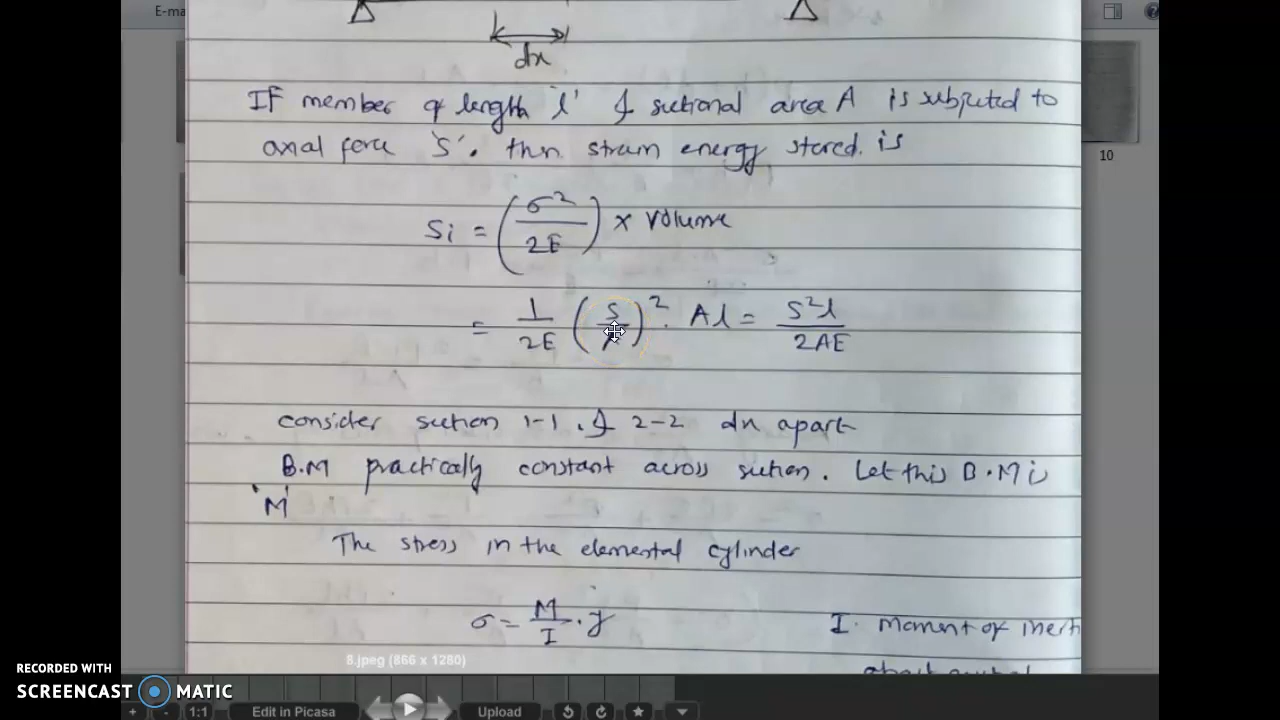 E-ma
dx
If member of length 'l' & sectional area A is subjected to
axial force 'S'. then strain energy stored is
Si = (σ²/2E) × volume
= 1/2E (S/A)². Al = S²l/2AE
10
consider section 1-1 & 2-2 dx apart
B.M practically constant across section. Let this B.M is
'M'
The stress in the elemental cylinder
σ = M/I . y
I. Moment of inerti
about neutral
8.jpeg (866 x 1280)
RECORDED WITH
SCREENCAST MATIC
+ - 1:1 Edit in Picasa Upload